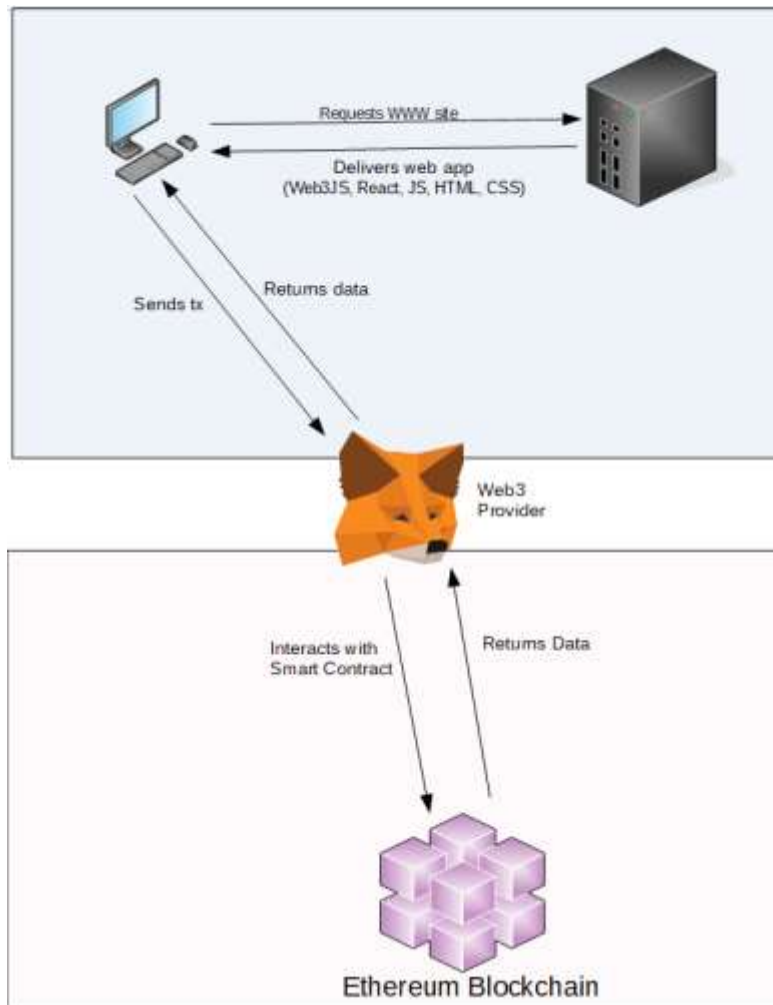 Requests WWW site
Delivers web app
(Web3JS, React, JS, HTML, CSS)
Returns data
Sends tx
Web3
Provider
Interacts with
Smart Contract
Returns Data
Ethereum Blockchain